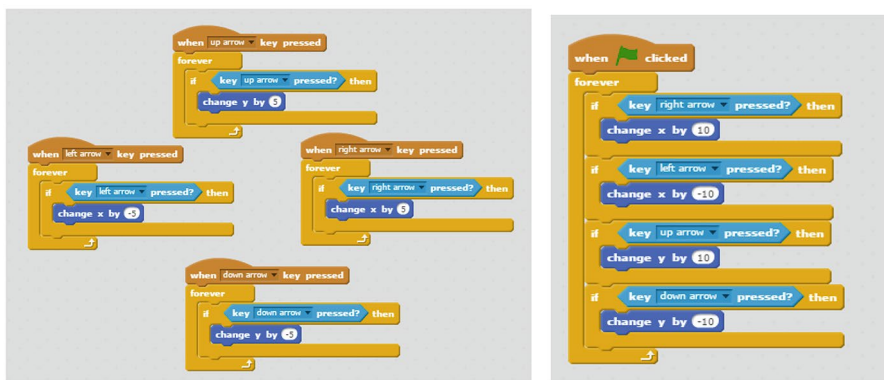 when up arrow key pressed
forever
if key up arrow pressed? then
change y by 5
when left arrow key pressed
forever
if key left arrow pressed? then
change x by -5
when right arrow key pressed
forever
if key right arrow pressed? then
change x by 5
when down arrow key pressed
forever
if key down arrow pressed? then
change y by -5
when clicked
forever
if key right arrow pressed? then
change x by 10
if key left arrow pressed? then
change x by -10
if key up arrow pressed? then
change y by 10
if key down arrow pressed? then
change y by -10